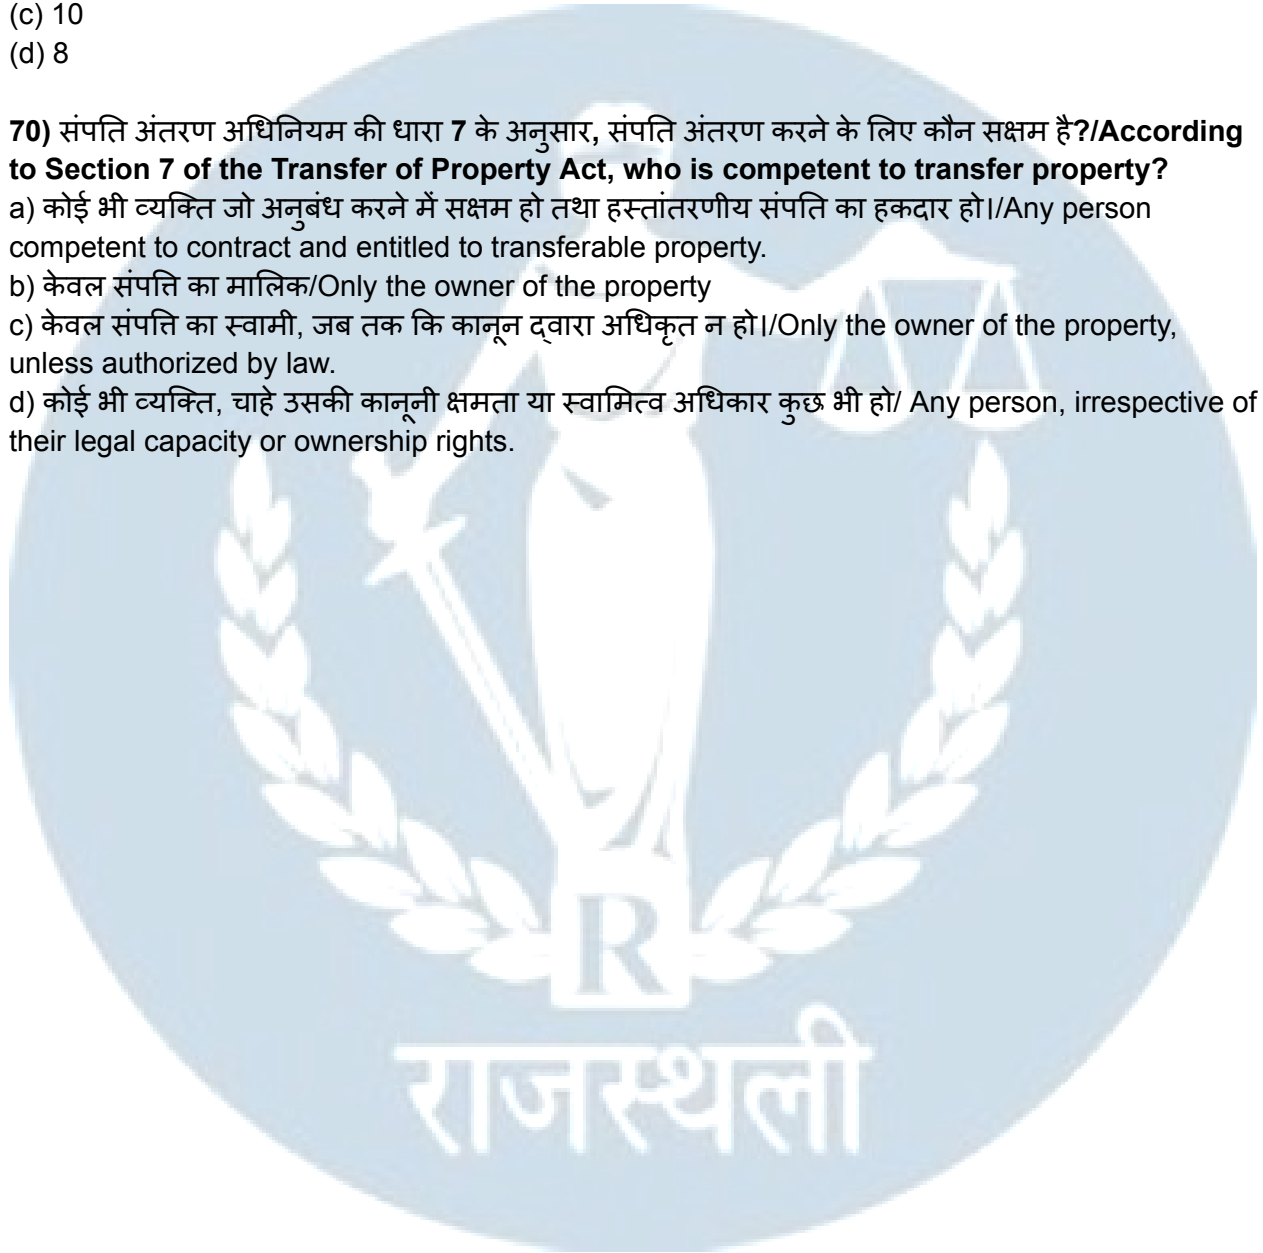 (c) 10
(d) 8
70) संपति अंतरण अधिनियम की धारा 7 के अनुसार, संपति अंतरण करने के लिए कौन सक्षम है?/According
to Section 7 of the Transfer of Property Act, who is competent to transfer property?
a) कोई भी व्यक्ति जो अनुबंध करने में सक्षम हो तथा हस्तांतरणीय संपति का हकदार हो।/Any person
competent to contract and entitled to transferable property.
b) केवल संपत्ति का मालिक/Only the owner of the property
c) केवल संपत्ति का स्वामी, जब तक कि कानून द्वारा अधिकृत न हो।/Only the owner of the property,
unless authorized by law.
d) कोई भी व्यक्ति, चाहे उसकी कानूनी क्षमता या स्वामित्व अधिकार कुछ भी हो/ Any person, irrespective of
their legal capacity or ownership rights.
R
राजस्थली